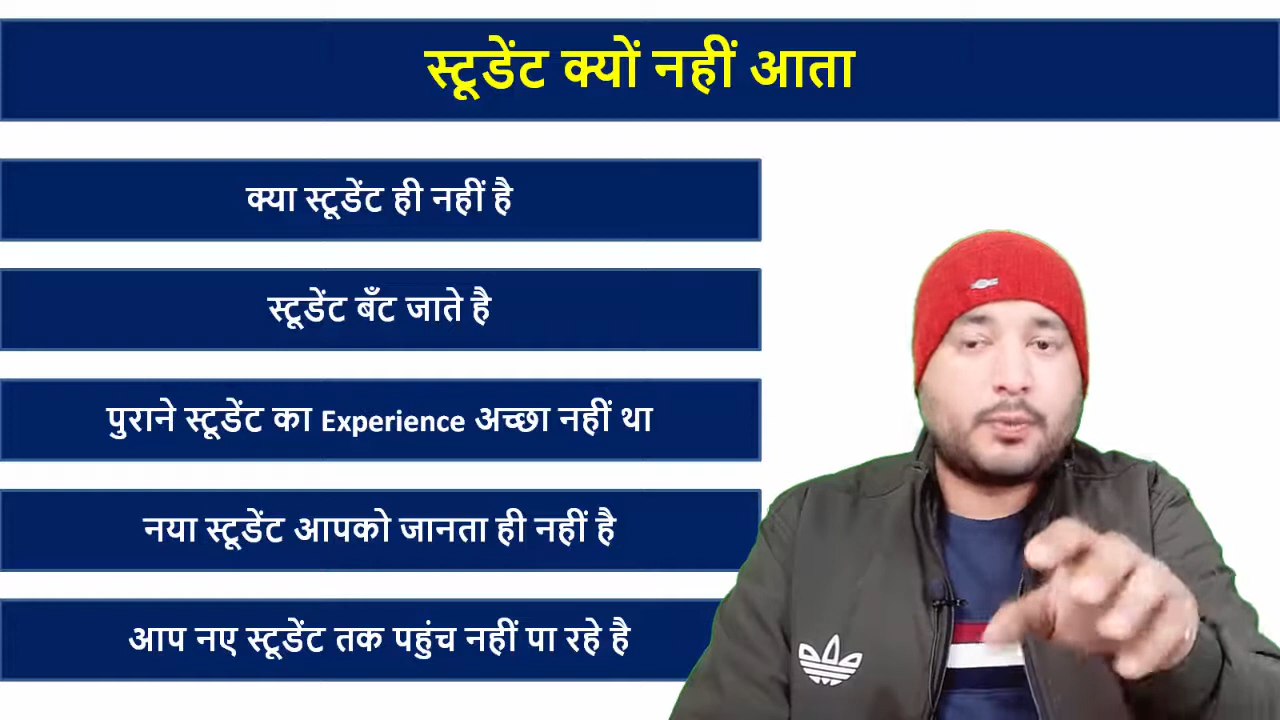 स्टूडेंट क्यों नहीं आता
क्या स्टूडेंट ही नहीं है
स्टूडेंट बँट जाते है
पुराने स्टूडेंट का Experience अच्छा नहीं था
नया स्टूडेंट आपको जानता ही नहीं है
आप नए स्टूडेंट तक पहुंच नहीं पा रहे है